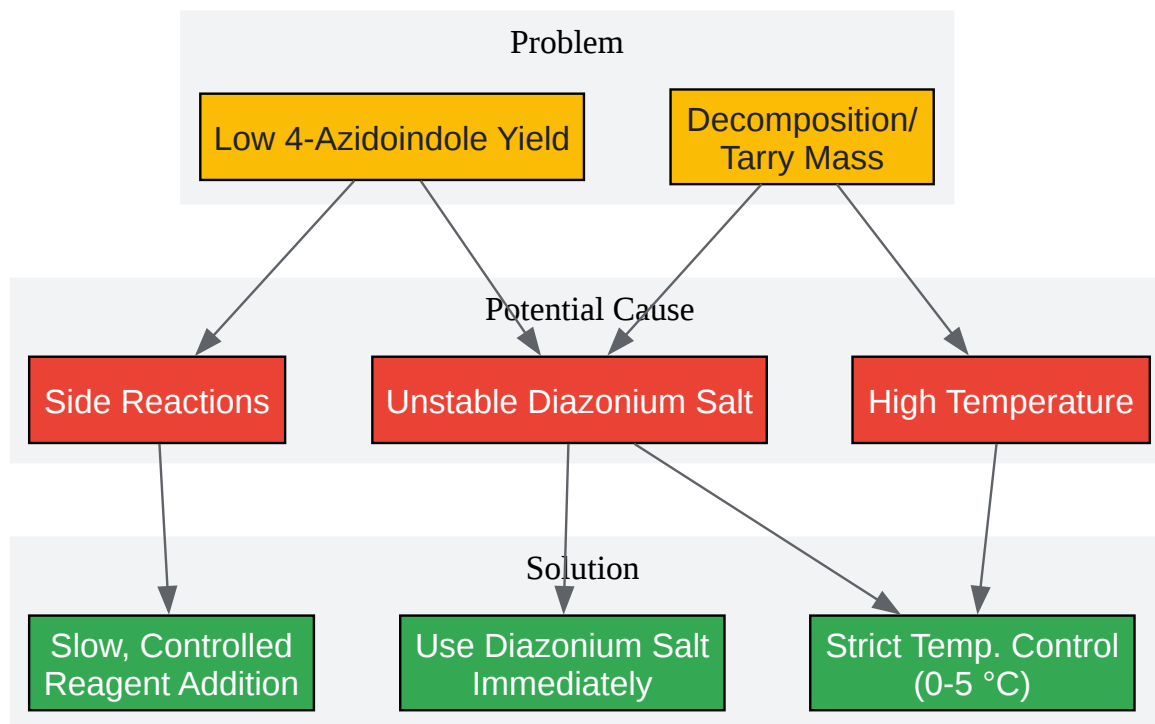 Problem
Low 4-Azidoindole Yield
Decomposition/
Tarry Mass
Potential Cause
Side Reactions
Unstable Diazonium Salt
High Temperature
Solution
Slow, Controlled
Reagent Addition
Use Diazonium Salt
Immediately
Strict Temp. Control
(0-5 °C)